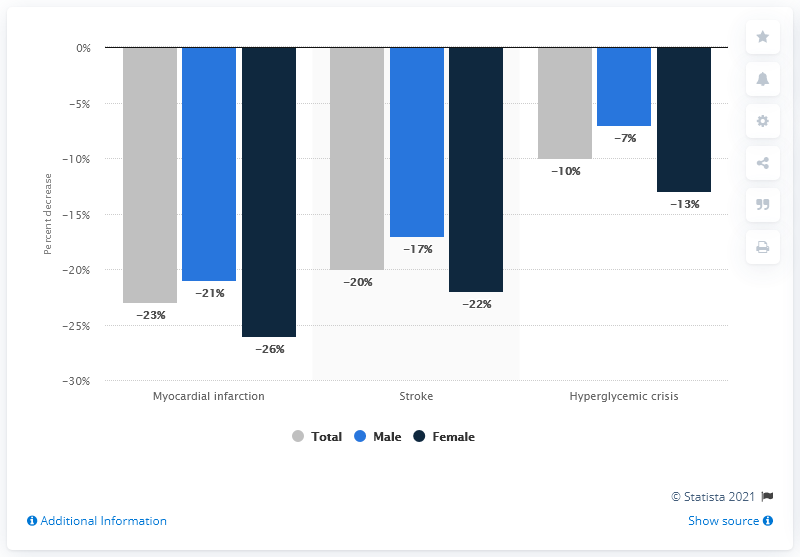 0%
−5%
−10%
−15%
−20%
−25%
−30%
Percent decrease
−23%
−21%
−26%
−20%
−17%
−22%
−10%
−7%
−13%
Myocardial infarction
Stroke
Hyperglycemic crisis
Total Male Female
© Statista 2021
Additional Information
Show source